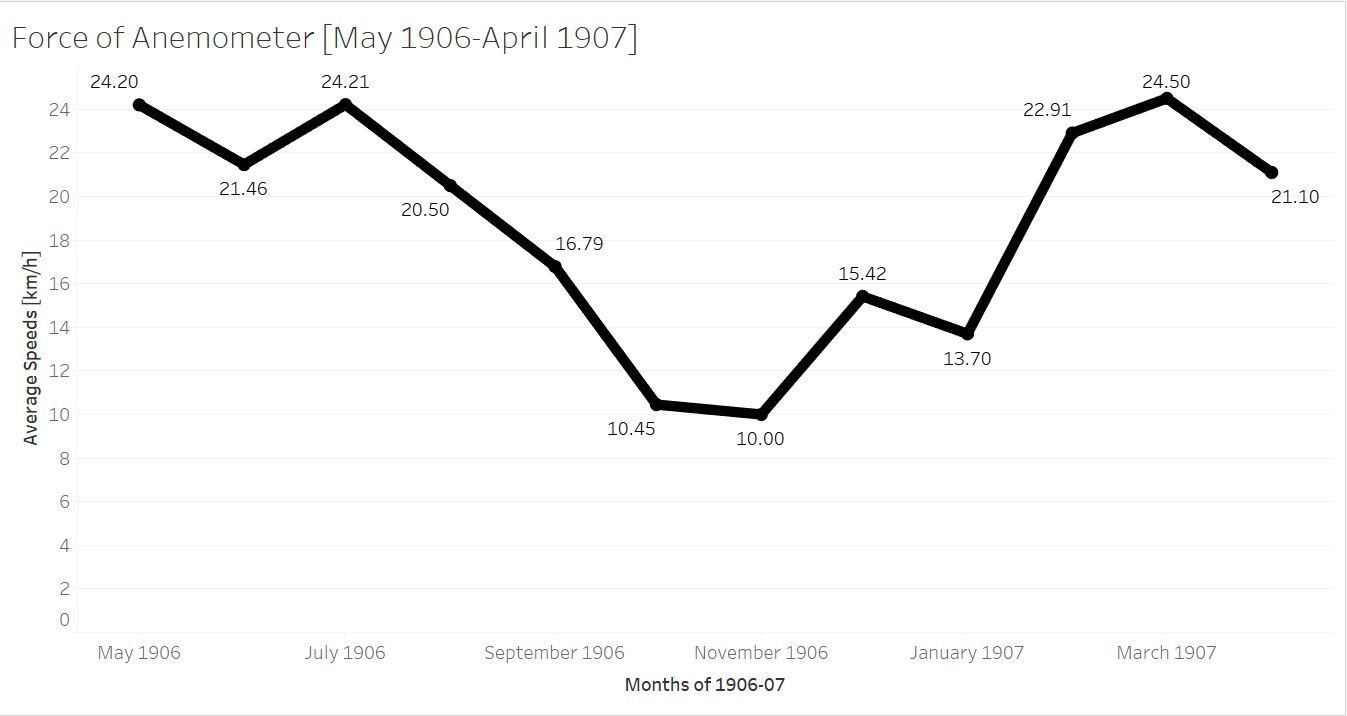 Force of Anemometer [May 1906-April 1907]
24.20
24.21
24.50
22.91
21.46
20.50
21.10
16.79
15.42
13.70
10.45
10.00
24
22
20
18
16
14
12
10
8
6
4
2
0
Average Speeds [km/h]
May 1906
July 1906
September 1906
November 1906
January 1907
March 1907
Months of 1906-07